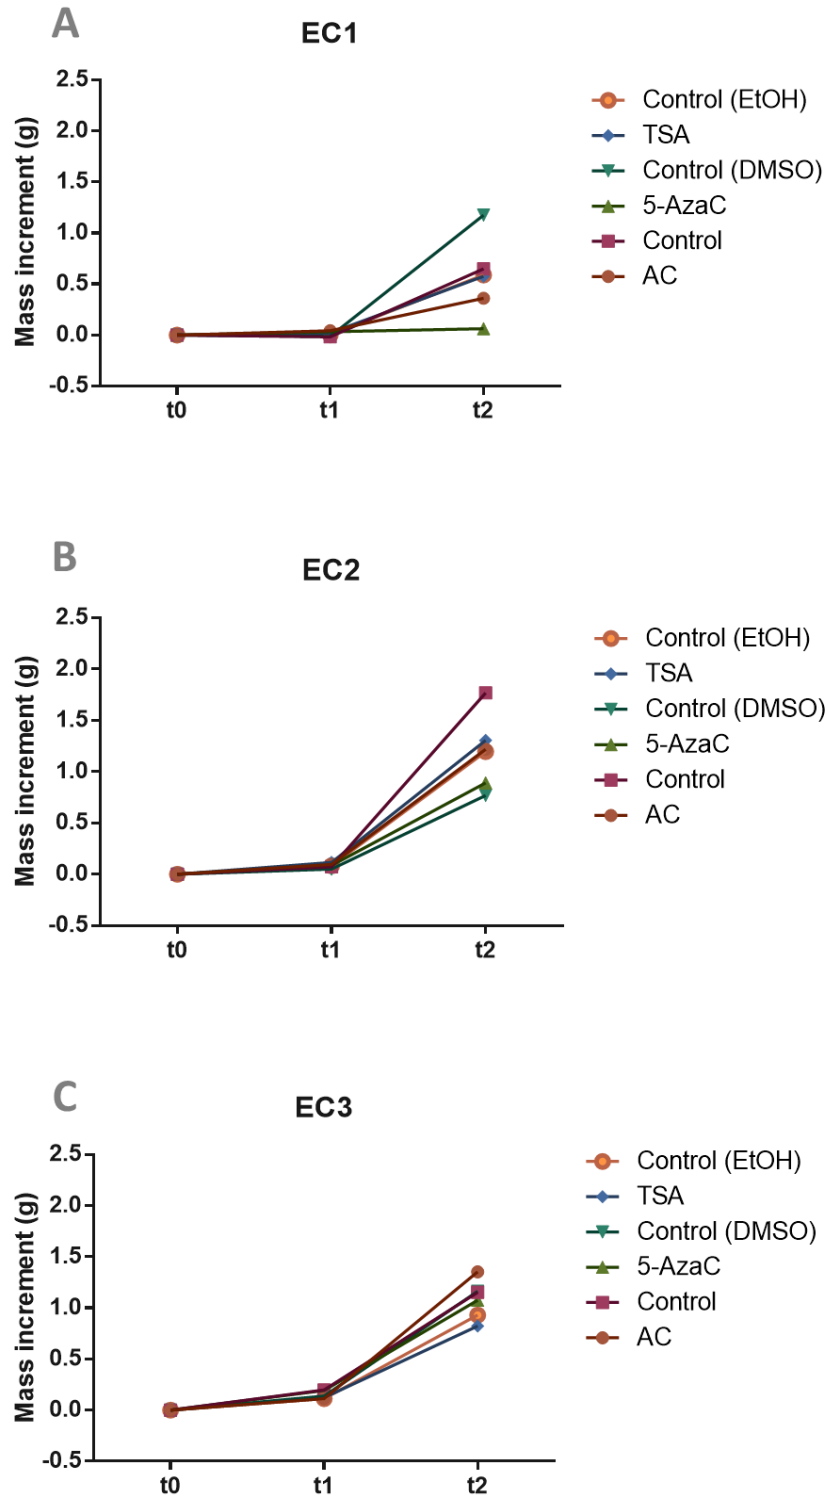 A
EC1
Mass increment (g)
2.5
2.0
1.5
1.0
0.5
0.0
-0.5
t0 t1 t2
Control (EtOH)
TSA
Control (DMSO)
5-AzaC
Control
AC
B
EC2
Mass increment (g)
2.5
2.0
1.5
1.0
0.5
0.0
-0.5
t0 t1 t2
Control (EtOH)
TSA
Control (DMSO)
5-AzaC
Control
AC
C
EC3
Mass increment (g)
2.5
2.0
1.5
1.0
0.5
0.0
-0.5
t0 t1 t2
Control (EtOH)
TSA
Control (DMSO)
5-AzaC
Control
AC